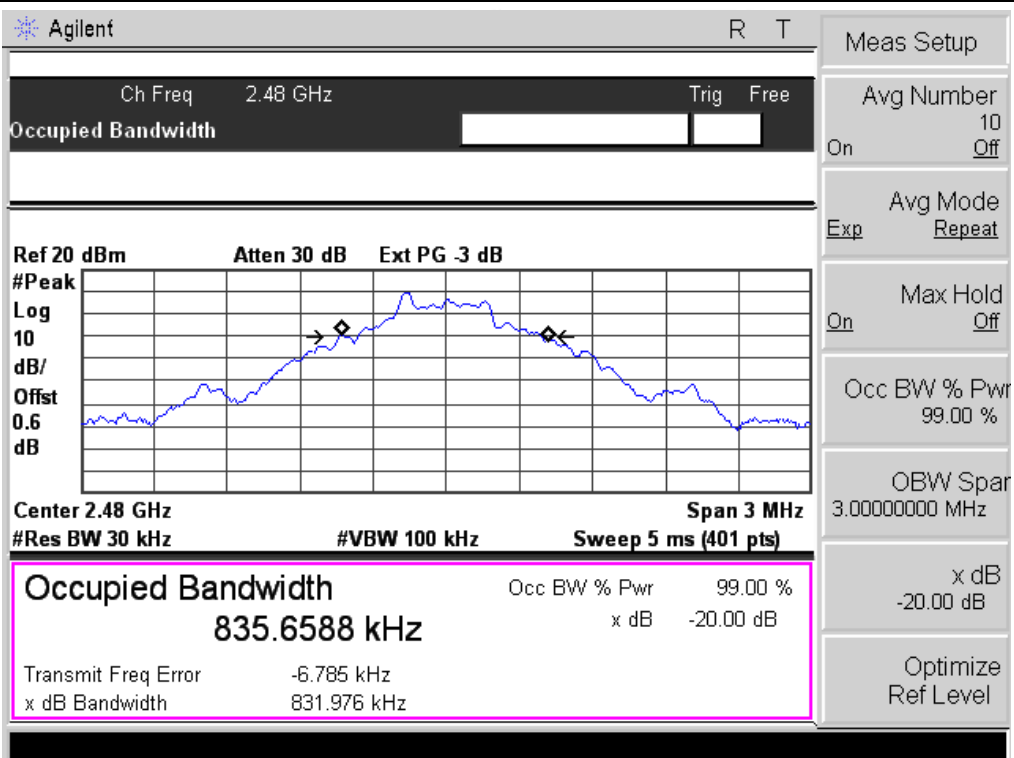 Agilent R T
Ch Freq 2.48 GHz Trig Free
Occupied Bandwidth
Ref 20 dBm Atten 30 dB Ext PG -3 dB
#Peak
Log
10
dB/
Offst
0.6
dB
Center 2.48 GHz Span 3 MHz
#Res BW 30 kHz #VBW 100 kHz Sweep 5 ms (401 pts)
Occupied Bandwidth
835.6588 kHz
Occ BW % Pwr 99.00 %
x dB -20.00 dB
Transmit Freq Error -6.785 kHz
x dB Bandwidth 831.976 kHz
Meas Setup
Avg Number
10
On Off
Avg Mode
Exp Repeat
Max Hold
On Off
Occ BW % Pwr
99.00 %
OBW Span
3.00000000 MHz
x dB
-20.00 dB
Optimize
Ref Level